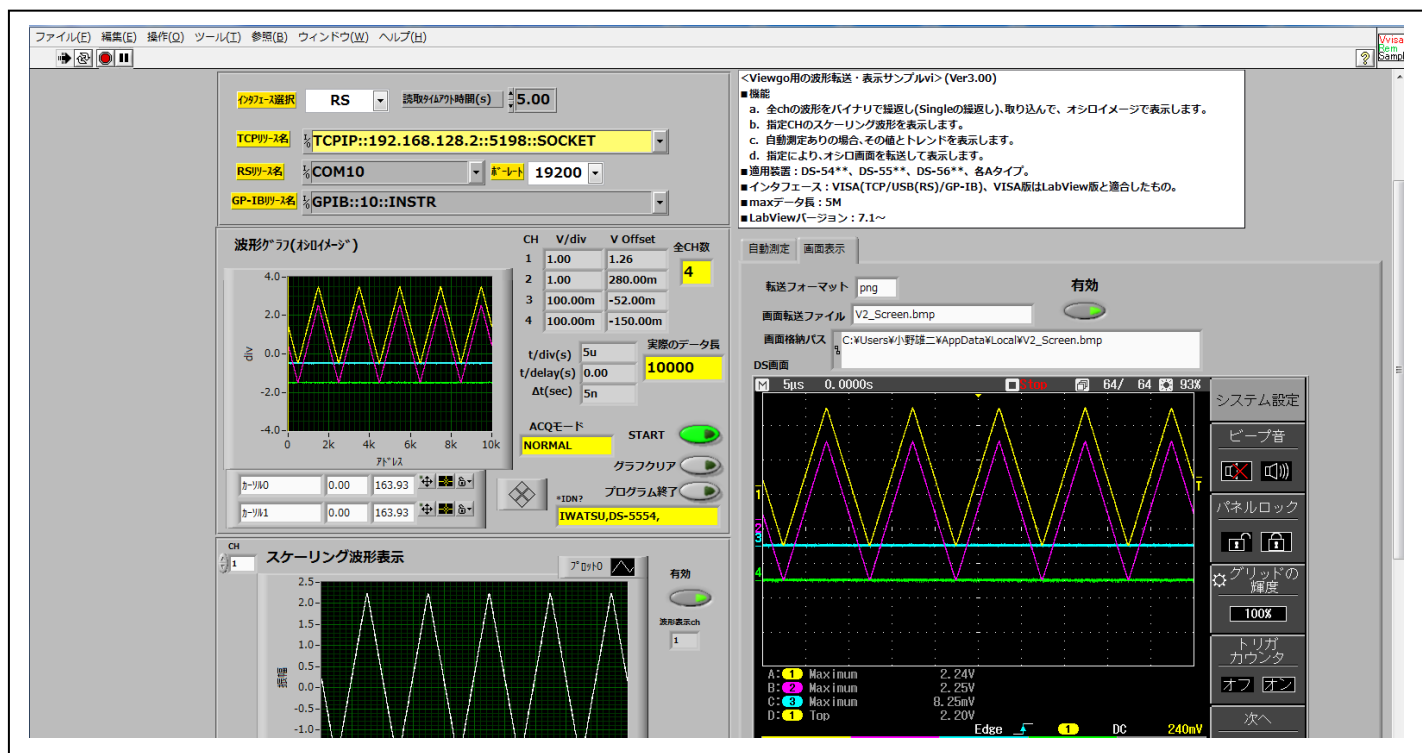 ファイル(F) 編集(E) 操作(O) ツール(T) 参照(B) ウィンドウ(W) ヘルプ(H)
Vvisa
Rem
Sampl
インタフェース選択 RS 読取タイムアウト時間(s) 5.00
TCPリソース名 TCPIP::192.168.128.2::5198::SOCKET
RSリソース名 COM10 ボーレート 19200
GP-IBリソース名 GPIB::10::INSTR
<Viewgo用の波形転送・表示サンプルvi> (Ver3.00)
■機能
a. 全chの波形をバイナリで繰返し(Singleの繰返し)、取り込んで、オシロイメージで表示します。
b. 指定CHのスケーリング波形を表示します。
c. 自動測定ありの場合、その値とトレンドを表示します。
d. 指定により、オシロ画面を転送して表示します。
■適用装置：DS-54**、DS-55**、DS-56**、各Aタイプ。
■インタフェース：VISA(TCP/USB(RS)/GP-IB)、VISA版はLabView版と適合したもの。
■maxデータ長：5M
■LabViewバージョン：7.1～
波形グラフ(オシロイメージ)
CH V/div V Offset 全CH数
1 1.00 1.26
2 1.00 280.00m 4
3 100.00m -52.00m
4 100.00m -150.00m
4.0
2.0
0.0
-2.0
-4.0
div
0 2k 4k 6k 8k 10k
アドレス
t/div(s) 5u 実際のデータ長
t/delay(s) 0.00 10000
Δt(sec) 5n
ACQモード START
NORMAL
グラフクリア
プログラム終了
*IDN?
IWATSU,DS-5554,
カーソル0 0.00 163.93
カーソル1 0.00 163.93
CH
1 スケーリング波形表示 プロット0
有効
波形表示ch
1
2.5
2.0
1.5
1.0
0.5
0.0
-0.5
-1.0
振幅
自動測定 画面表示
転送フォーマット png 有効
画面転送ファイル V2_Screen.bmp
画面格納パス C:¥Users¥小野雄二¥AppData¥Local¥V2_Screen.bmp
DS画面
M 5μs 0.0000s Stop 64/ 64 93%
T
1
2
3
4
A: 1 Maximum 2.24V
B: 2 Maximum 2.25V
C: 3 Maximum 8.25mV
D: 1 Top 2.20V
Edge 1 DC 240mV
システム設定
ビープ音
パネルロック
グリッドの
輝度
100%
トリガ
カウンタ
オフ オン
次へ